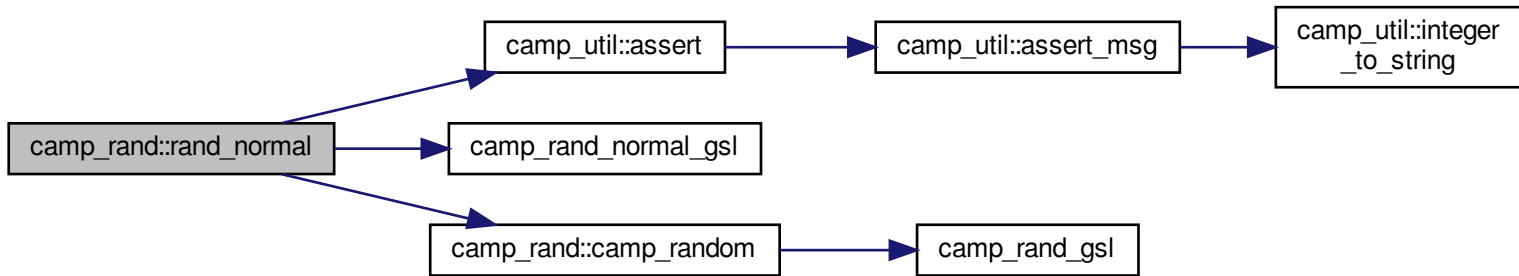 camp_rand::rand_normal
camp_util::assert
camp_util::assert_msg
camp_util::integer
_to_string
camp_rand_normal_gsl
camp_rand::camp_random
camp_rand_gsl